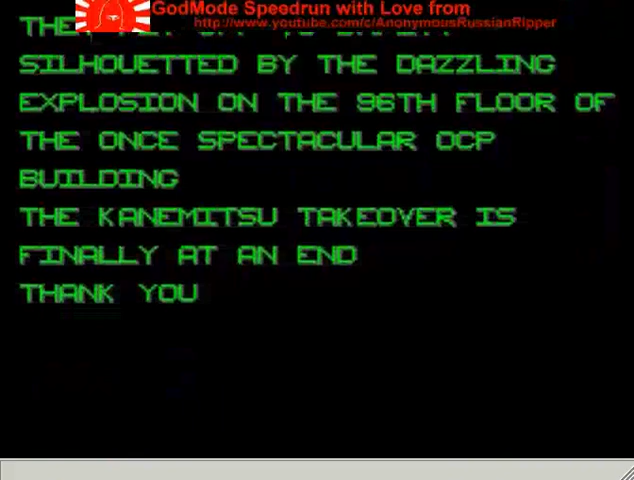 GodMode Speedrun with Love from
http://www.youtube.com/c/AnonymousRussianRipper
SILHOUETTED BY THE DAZZLING
EXPLOSION ON THE 96TH FLOOR OF
THE ONCE SPECTACULAR OCP
BUILDING
THE KANEMITSU TAKEOVER IS
FINALLY AT AN END
THANK YOU